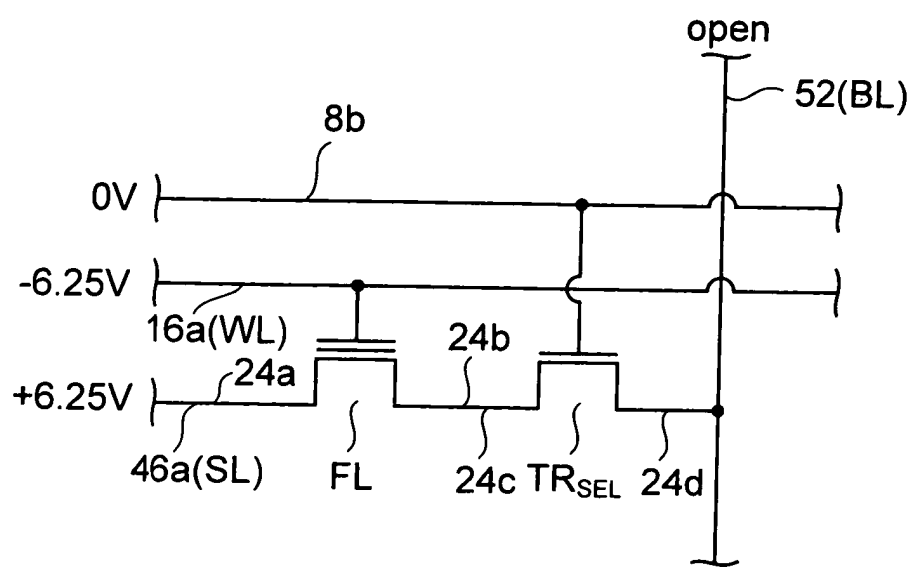 open
52(BL)
8b
0V
-6.25V
16a(WL)
24b
24a
+6.25V
46a(SL)
FL
24c
TRSEL
24d